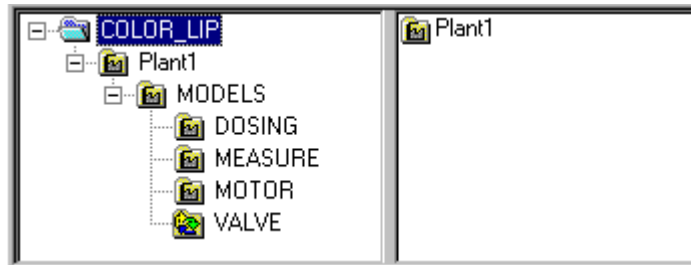 COLOR_LIP
Plant1
MODELS
DOSING
MEASURE
MOTOR
VALVE
Plant1